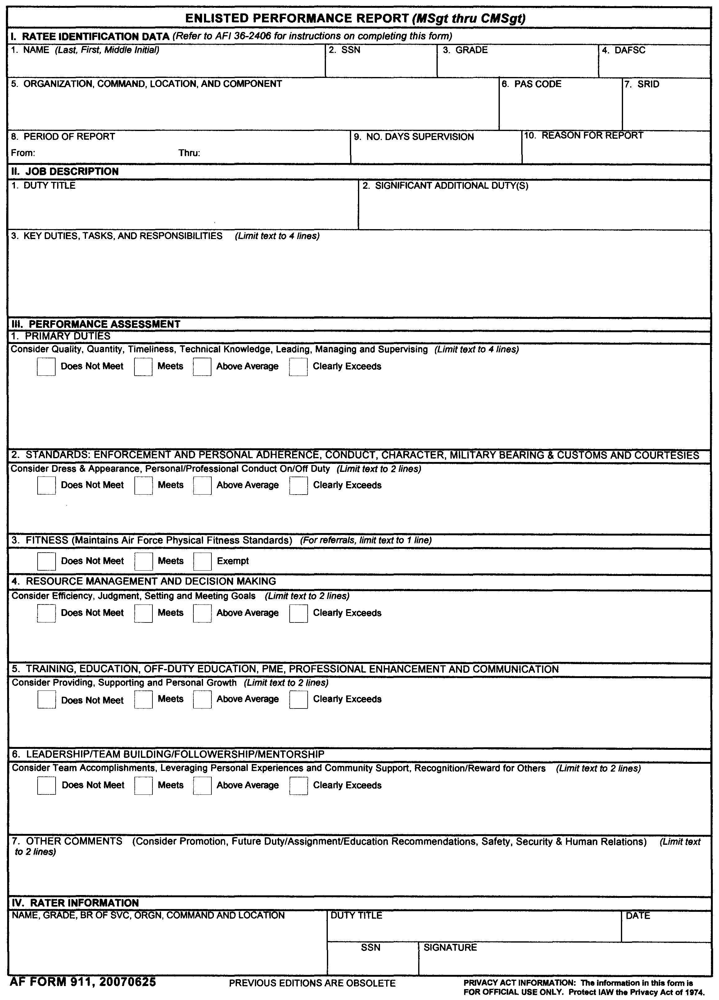 ENLISTED PERFORMANCE REPORT (MSgt thru CMSgt)
I. RATEE IDENTIFICATION DATA (Refer to AFI 36-2406 for instructions on completing this form)
1. NAME (Last, First, Middle Initial)
2. SSN
3. GRADE
4. DAFSC
5. ORGANIZATION, COMMAND, LOCATION, AND COMPONENT
6. PAS CODE
7. SRID
8. PERIOD OF REPORT
From: Thru:
9. NO. DAYS SUPERVISION
10. REASON FOR REPORT
II. JOB DESCRIPTION
1. DUTY TITLE
2. SIGNIFICANT ADDITIONAL DUTY(S)
3. KEY DUTIES, TASKS, AND RESPONSIBILITIES (Limit text to 4 lines)
III. PERFORMANCE ASSESSMENT
1. PRIMARY DUTIES
Consider Quality, Quantity, Timeliness, Technical Knowledge, Leading, Managing and Supervising (Limit text to 4 lines)
Does Not Meet Meets Above Average Clearly Exceeds
2. STANDARDS: ENFORCEMENT AND PERSONAL ADHERENCE, CONDUCT, CHARACTER, MILITARY BEARING & CUSTOMS AND COURTESIES
Consider Dress & Appearance, Personal/Professional Conduct On/Off Duty (Limit text to 2 lines)
Does Not Meet Meets Above Average Clearly Exceeds
3. FITNESS (Maintains Air Force Physical Fitness Standards) (For referrals, limit text to 1 line)
Does Not Meet Meets Exempt
4. RESOURCE MANAGEMENT AND DECISION MAKING
Consider Efficiency, Judgment, Setting and Meeting Goals (Limit text to 2 lines)
Does Not Meet Meets Above Average Clearly Exceeds
5. TRAINING, EDUCATION, OFF-DUTY EDUCATION, PME, PROFESSIONAL ENHANCEMENT AND COMMUNICATION
Consider Providing, Supporting and Personal Growth (Limit text to 2 lines)
Does Not Meet Meets Above Average Clearly Exceeds
6. LEADERSHIP/TEAM BUILDING/FOLLOWERSHIP/MENTORSHIP
Consider Team Accomplishments, Leveraging Personal Experiences and Community Support, Recognition/Reward for Others (Limit text to 2 lines)
Does Not Meet Meets Above Average Clearly Exceeds
7. OTHER COMMENTS (Consider Promotion, Future Duty/Assignment/Education Recommendations, Safety, Security & Human Relations) (Limit text
to 2 lines)
IV. RATER INFORMATION
NAME, GRADE, BR OF SVC, ORGN, COMMAND AND LOCATION
DUTY TITLE
DATE
SSN
SIGNATURE
AF FORM 911, 20070625
PREVIOUS EDITIONS ARE OBSOLETE
PRIVACY ACT INFORMATION: The information in this form is
FOR OFFICIAL USE ONLY. Protect IAW the Privacy Act of 1974.